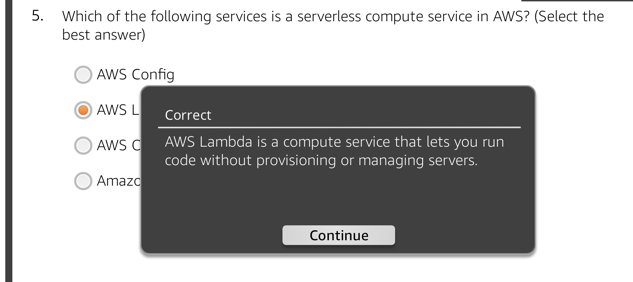 5. Which of the following services is a serverless compute service in AWS? (Select the
best answer)
AWS Config
AWS L
AWS
Correct
AWS Lambda is a compute service that lets you run
code without provisioning or managing servers.
Continue